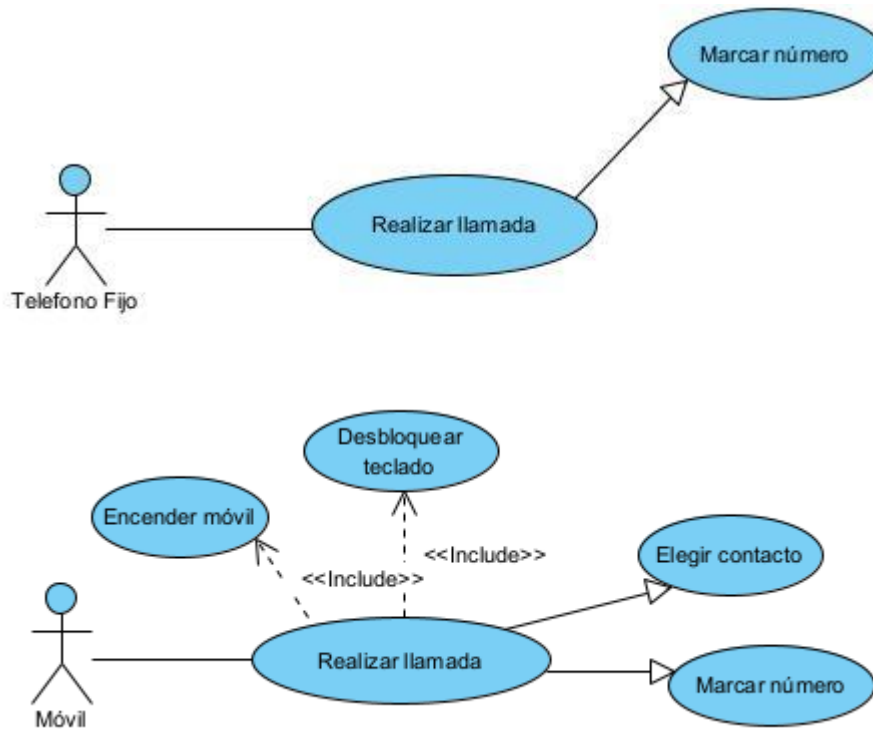 Marcar número
Realizar llamada
Telefono Fijo
Desbloquear
teclado
Encender móvil
<<Include>>
<<Include>>
Elegir contacto
Realizar llamada
Marcar número
Móvil